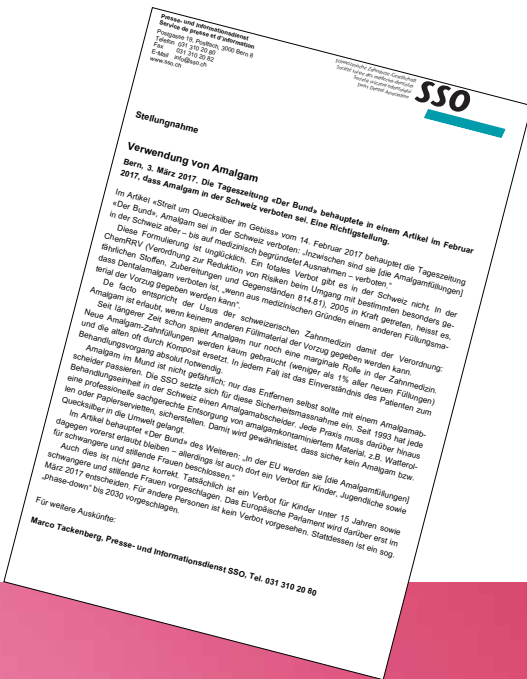 Presse- und Informationsdienst
Service de presse et d'information
Postgasse 19, Postfach, 3000 Bern 8
Telefon 031 310 20 80
Fax 031 310 20 82
E-Mail info@sso.ch
www.sso.ch
Schweizerische Zahnärzte-Gesellschaft
Société suisse des médecins-dentistes
Swiss Dental Association
SSO
Stellungnahme
Verwendung von Amalgam
Bern, 3. März 2017. Die Tageszeitung «Der Bund» behauptete in einem Artikel im Februar
2017, dass Amalgam in der Schweiz verboten sei. Eine Richtigstellung.
Im Artikel «Streit um Quecksilber im Gebiss» vom 14. Februar 2017 behauptet die Tageszeitung
«Der Bund», Amalgam sei in der Schweiz verboten: „Inzwischen sind sie [die Amalgamfüllungen]
in der Schweiz aber – bis auf medizinisch begründete Ausnahmen – verboten.“
Diese Formulierung ist unglücklich. Ein totales Verbot gibt es in der Schweiz nicht. In der
ChemRRV (Verordnung zur Reduktion von Risiken beim Umgang mit bestimmten besonders ge-
fährlichen Stoffen, Zubereitungen und Gegenständen 814.81), 2005 in Kraft getreten, heisst es,
dass Dentalamalgam verboten ist, „wenn aus medizinischen Gründen einem anderen Füllungsma-
terial der Vorzug gegeben werden kann“.
De facto entspricht der Usus der schweizerischen Zahnmedizin damit der Verordnung:
Amalgam ist erlaubt, wenn keinem anderen Füllmaterial der Vorzug gegeben werden kann.
Seit längerer Zeit schon spielt Amalgam nur noch eine marginale Rolle in der Zahnmedizin.
Neue Amalgam-Zahnfüllungen werden kaum gebraucht (weniger als 1% aller neuen Füllungen)
und die alten oft durch Komposit ersetzt. In jedem Fall ist das Einverständnis des Patienten zum
Behandlungsvorgang absolut notwendig.
Amalgam im Mund ist nicht gefährlich; nur das Entfernen selbst sollte mit einem Amalgamab-
scheider passieren. Die SSO setzte sich für diese Sicherheitsmassnahme ein. Seit 1993 hat jede
Behandlungseinheit in der Schweiz einen Amalgamabscheider. Jede Praxis muss darüber hinaus
eine professionelle sachgerechte Entsorgung von amalgamkontaminiertem Material, z.B. Watterol-
len oder Papierservietten, sicherstellen. Damit wird gewährleistet, dass sicher kein Amalgam bzw.
Quecksilber in die Umwelt gelangt.
Im Artikel behauptet «Der Bund» des Weiteren: „In der EU werden sie [die Amalgamfüllungen]
dagegen vorerst erlaubt bleiben – allerdings ist auch dort ein Verbot für Kinder, Jugendliche sowie
für schwangere und stillende Frauen beschlossen.“
Auch dies ist nicht ganz korrekt. Tatsächlich ist ein Verbot für Kinder unter 15 Jahren sowie
schwangere und stillende Frauen vorgeschlagen. Das Europäische Parlament wird darüber erst im
März 2017 entscheiden. Für andere Personen ist kein Verbot vorgesehen. Stattdessen ist ein sog.
„Phase-down“ bis 2030 vorgeschlagen.
Für weitere Auskünfte:
Marco Tackenberg, Presse- und Informationsdienst SSO, Tel. 031 310 20 80